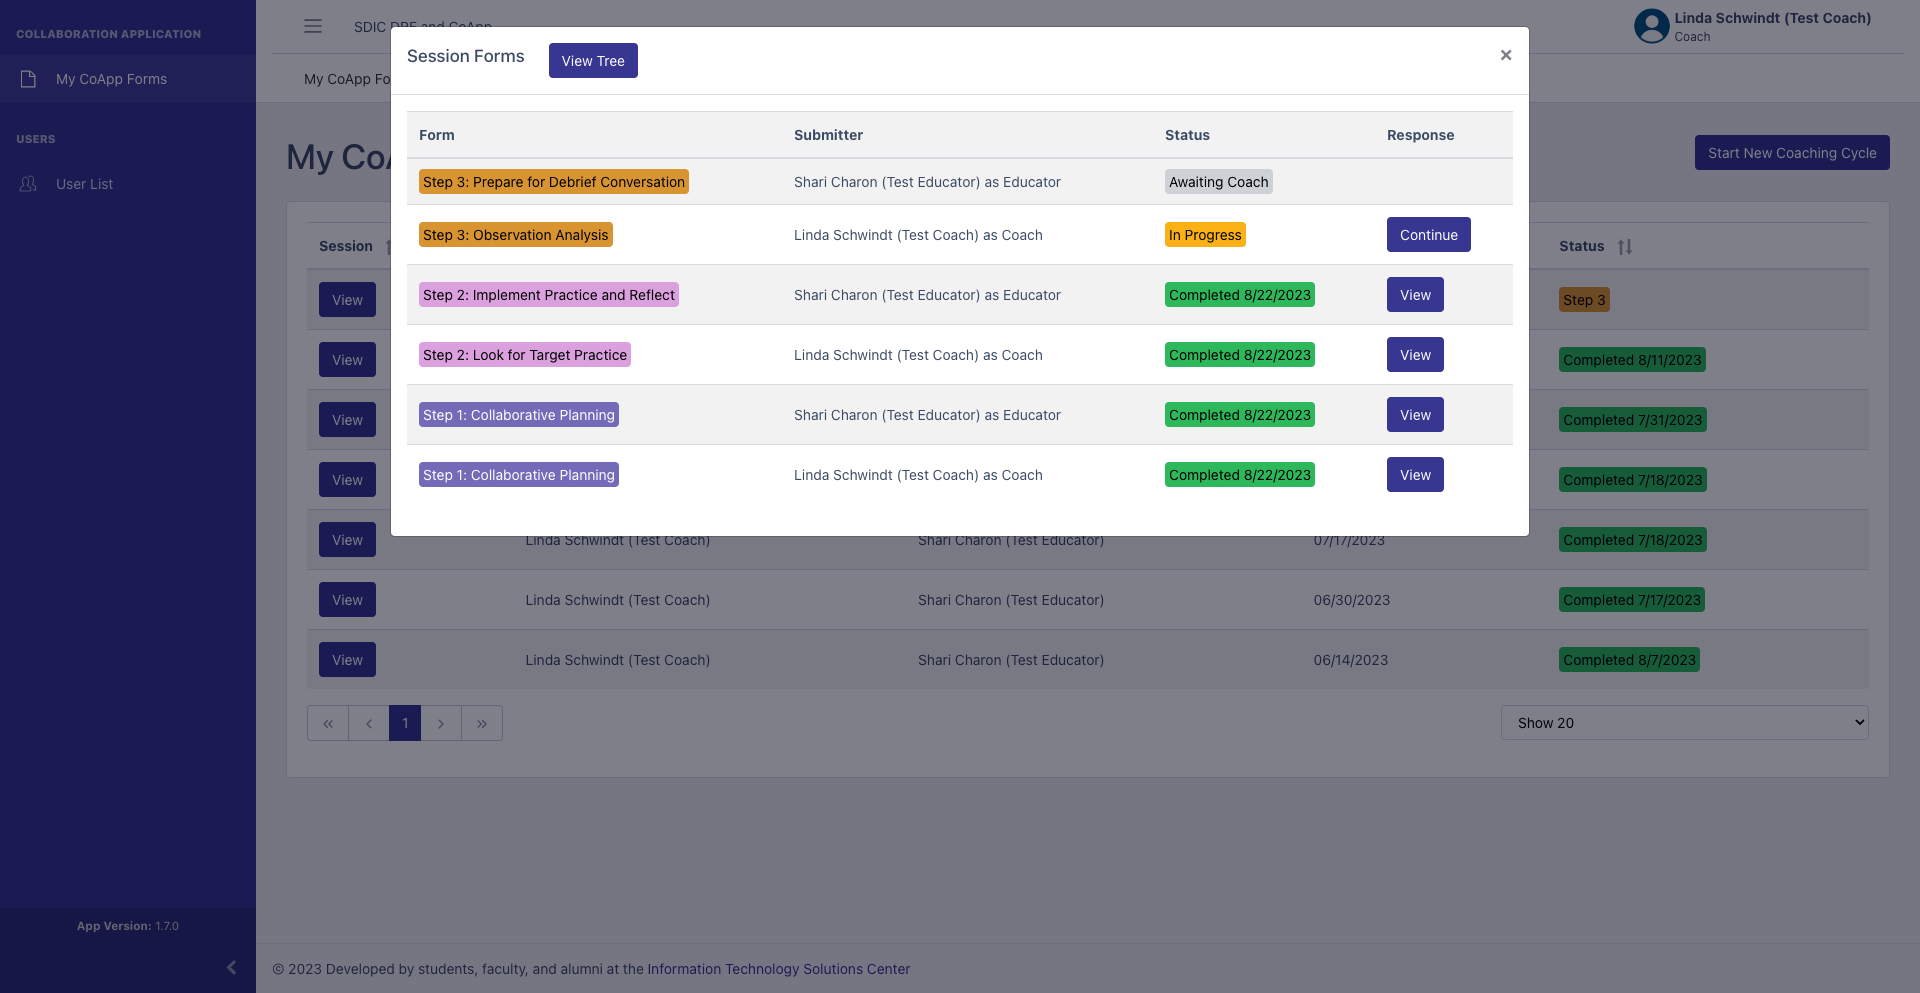 COLLABORATION APPLICATION
My CoApp Forms
USERS
User List
App Version: 1.7.0
SDIC DRF and CoApp
Linda Schwindt (Test Coach)
Coach
My CoApp Fo
My Co
Start New Coaching Cycle
Session Forms
View Tree
×
Form Submitter Status Response
Step 3: Prepare for Debrief Conversation Shari Charon (Test Educator) as Educator Awaiting Coach
Step 3: Observation Analysis Linda Schwindt (Test Coach) as Coach In Progress Continue
Step 2: Implement Practice and Reflect Shari Charon (Test Educator) as Educator Completed 8/22/2023 View
Step 2: Look for Target Practice Linda Schwindt (Test Coach) as Coach Completed 8/22/2023 View
Step 1: Collaborative Planning Shari Charon (Test Educator) as Educator Completed 8/22/2023 View
Step 1: Collaborative Planning Linda Schwindt (Test Coach) as Coach Completed 8/22/2023 View
Session Status
View Step 3
View Completed 8/11/2023
View Completed 7/31/2023
View Completed 7/18/2023
View Linda Schwindt (Test Coach) Shari Charon (Test Educator) 07/17/2023 Completed 7/18/2023
View Linda Schwindt (Test Coach) Shari Charon (Test Educator) 06/30/2023 Completed 7/17/2023
View Linda Schwindt (Test Coach) Shari Charon (Test Educator) 06/14/2023 Completed 8/7/2023
« ‹ 1 › » Show 20
© 2023 Developed by students, faculty, and alumni at the Information Technology Solutions Center